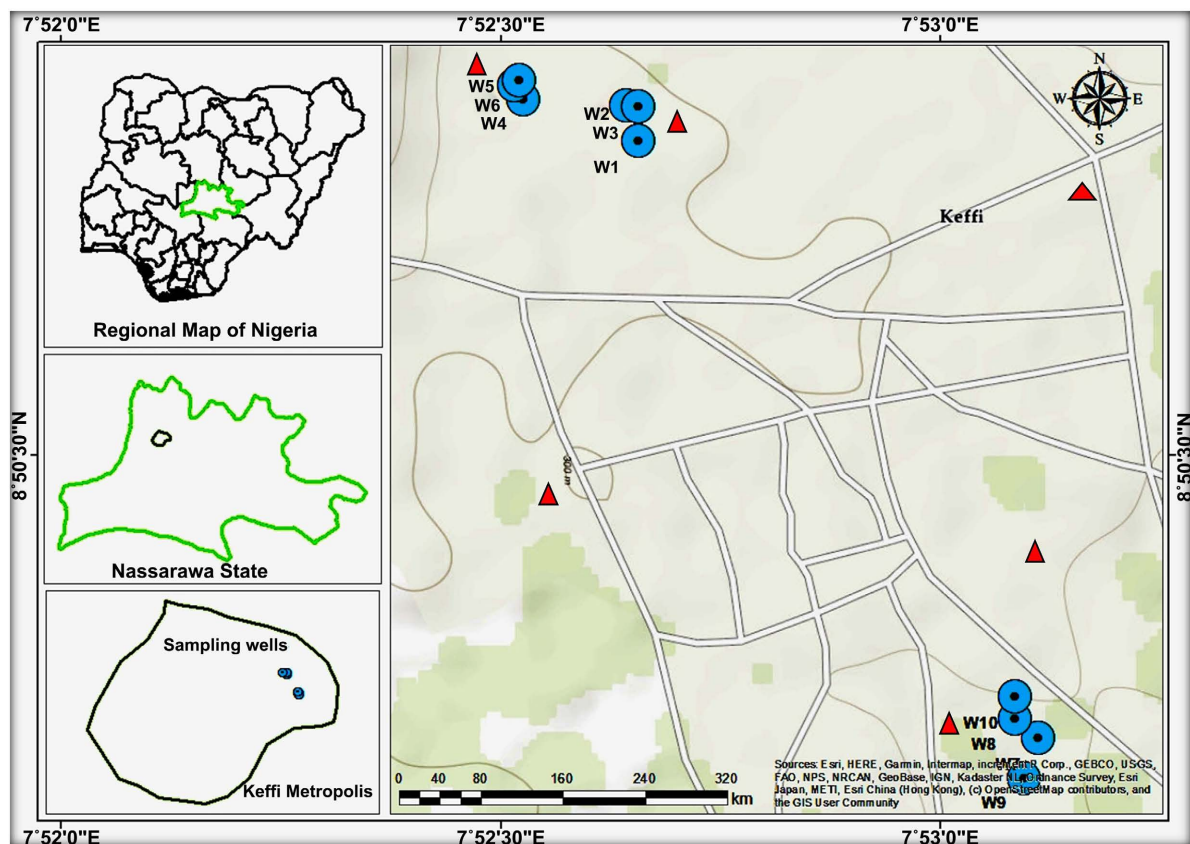 7°52'0"E
7°52'30"E
7°53'0"E
8°50'30"N
8°50'30"N
Regional Map of Nigeria
Nassarawa State
Sampling wells
Keffi Metropolis
W5
W6
W4
W2
W3
W1
N
W E
S
Keffi
300 m
W10
W8
W7
W9
0 40 80 160 240 320
km
Sources: Esri, HERE, Garmin, Intermap, increment P Corp., GEBCO, USGS,
FAO, NPS, NRCAN, GeoBase, IGN, Kadaster NL, Ordnance Survey, Esri
Japan, METI, Esri China (Hong Kong), (c) OpenStreetMap contributors, and
the GIS User Community
7°52'0"E
7°52'30"E
7°53'0"E